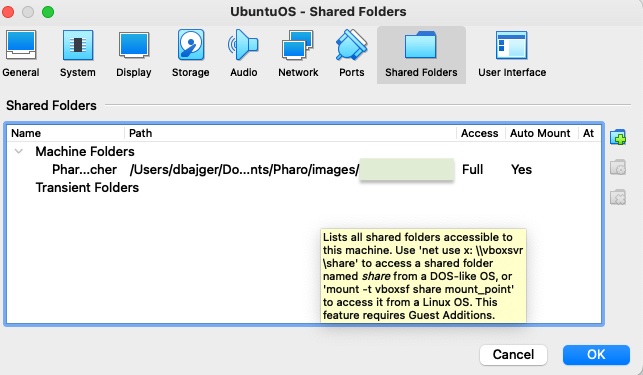 UbuntuOS - Shared Folders
General System Display Storage Audio Network Ports Shared Folders User Interface
Shared Folders
Name Path Access Auto Mount At
Machine Folders
Phar...cher /Users/dbajger/Do...nts/Pharo/images/ Full Yes
Transient Folders
Lists all shared folders accessible to
this machine. Use 'net use x: \\vboxsvr
\share' to access a shared folder
named share from a DOS-like OS, or
'mount -t vboxsf share mount_point'
to access it from a Linux OS. This
feature requires Guest Additions.
Cancel OK